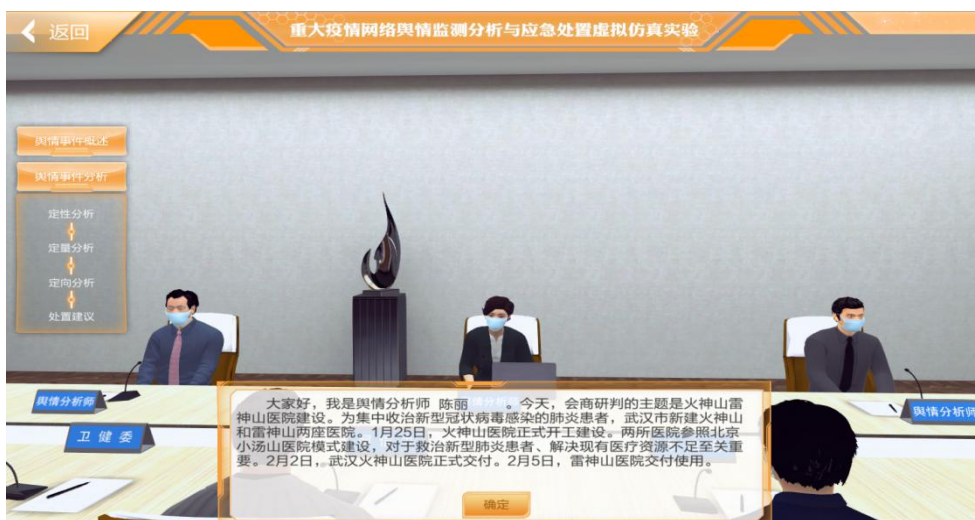 返回
重大疫情网络舆情监测分析与应急处置虚拟仿真实验
舆情事件概述
舆情事件分析
定性分析
定量分析
定向分析
处置建议
舆情分析师
卫健委
舆情分析师
大家好，我是舆情分析师 陈丽 。今天，会商研判的主题是火神山雷
神山医院建设。为集中收治新型冠状病毒感染的肺炎患者，武汉市新建火神山
和雷神山两座医院。1月25日，火神山医院正式开工建设。两所医院参照北京
小汤山医院模式建设，对于救治新型肺炎患者、解决现有医疗资源不足至关重
要。2月2日，武汉火神山医院正式交付。2月5日，雷神山医院交付使用。
确定